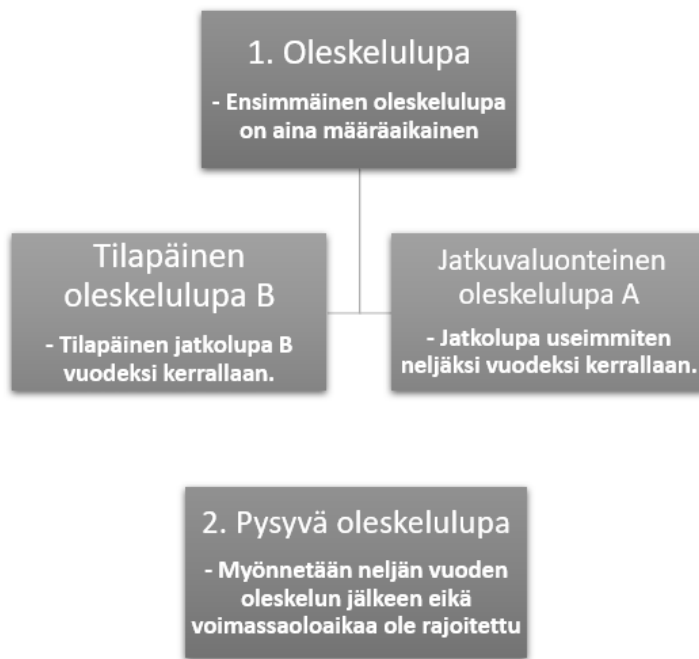 1. Oleskelulupa
- Ensimmäinen oleskelulupa
on aina määräaikainen
Tilapäinen
oleskelulupa B
- Tilapäinen jatkolupa B
vuodeksi kerrallaan.
Jatkuvaluonteinen
oleskelulupa A
- Jatkolupa useimmiten
neljäksi vuodeksi kerrallaan.
2. Pysyvä oleskelulupa
- Myönnetään neljän vuoden
oleskelun jälkeen eikä
voimassaoloaikaa ole rajoitettu